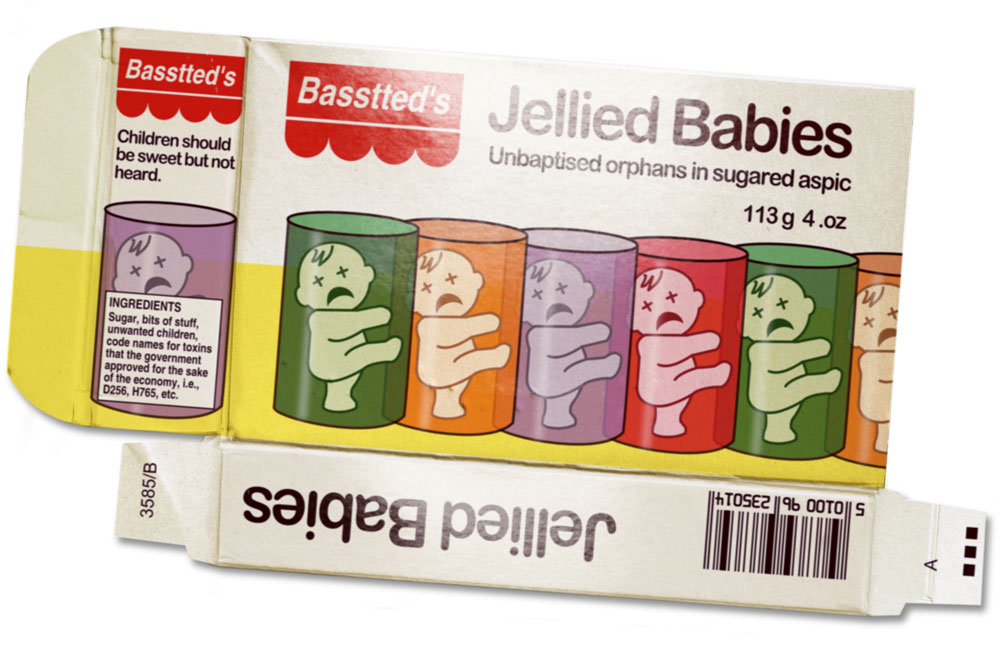 Basstted's
Children should
be sweet but not
heard.
INGREDIENTS
Sugar, bits of stuff,
unwanted children,
code names for toxins
that the government
approved for the sake
of the economy, i.e.,
D256, H765, etc.
Basstted's
Jellied Babies
Unbaptised orphans in sugared aspic
113 g 4 .oz
3585/B
Jellied Babies
5 00100 96 235014
A